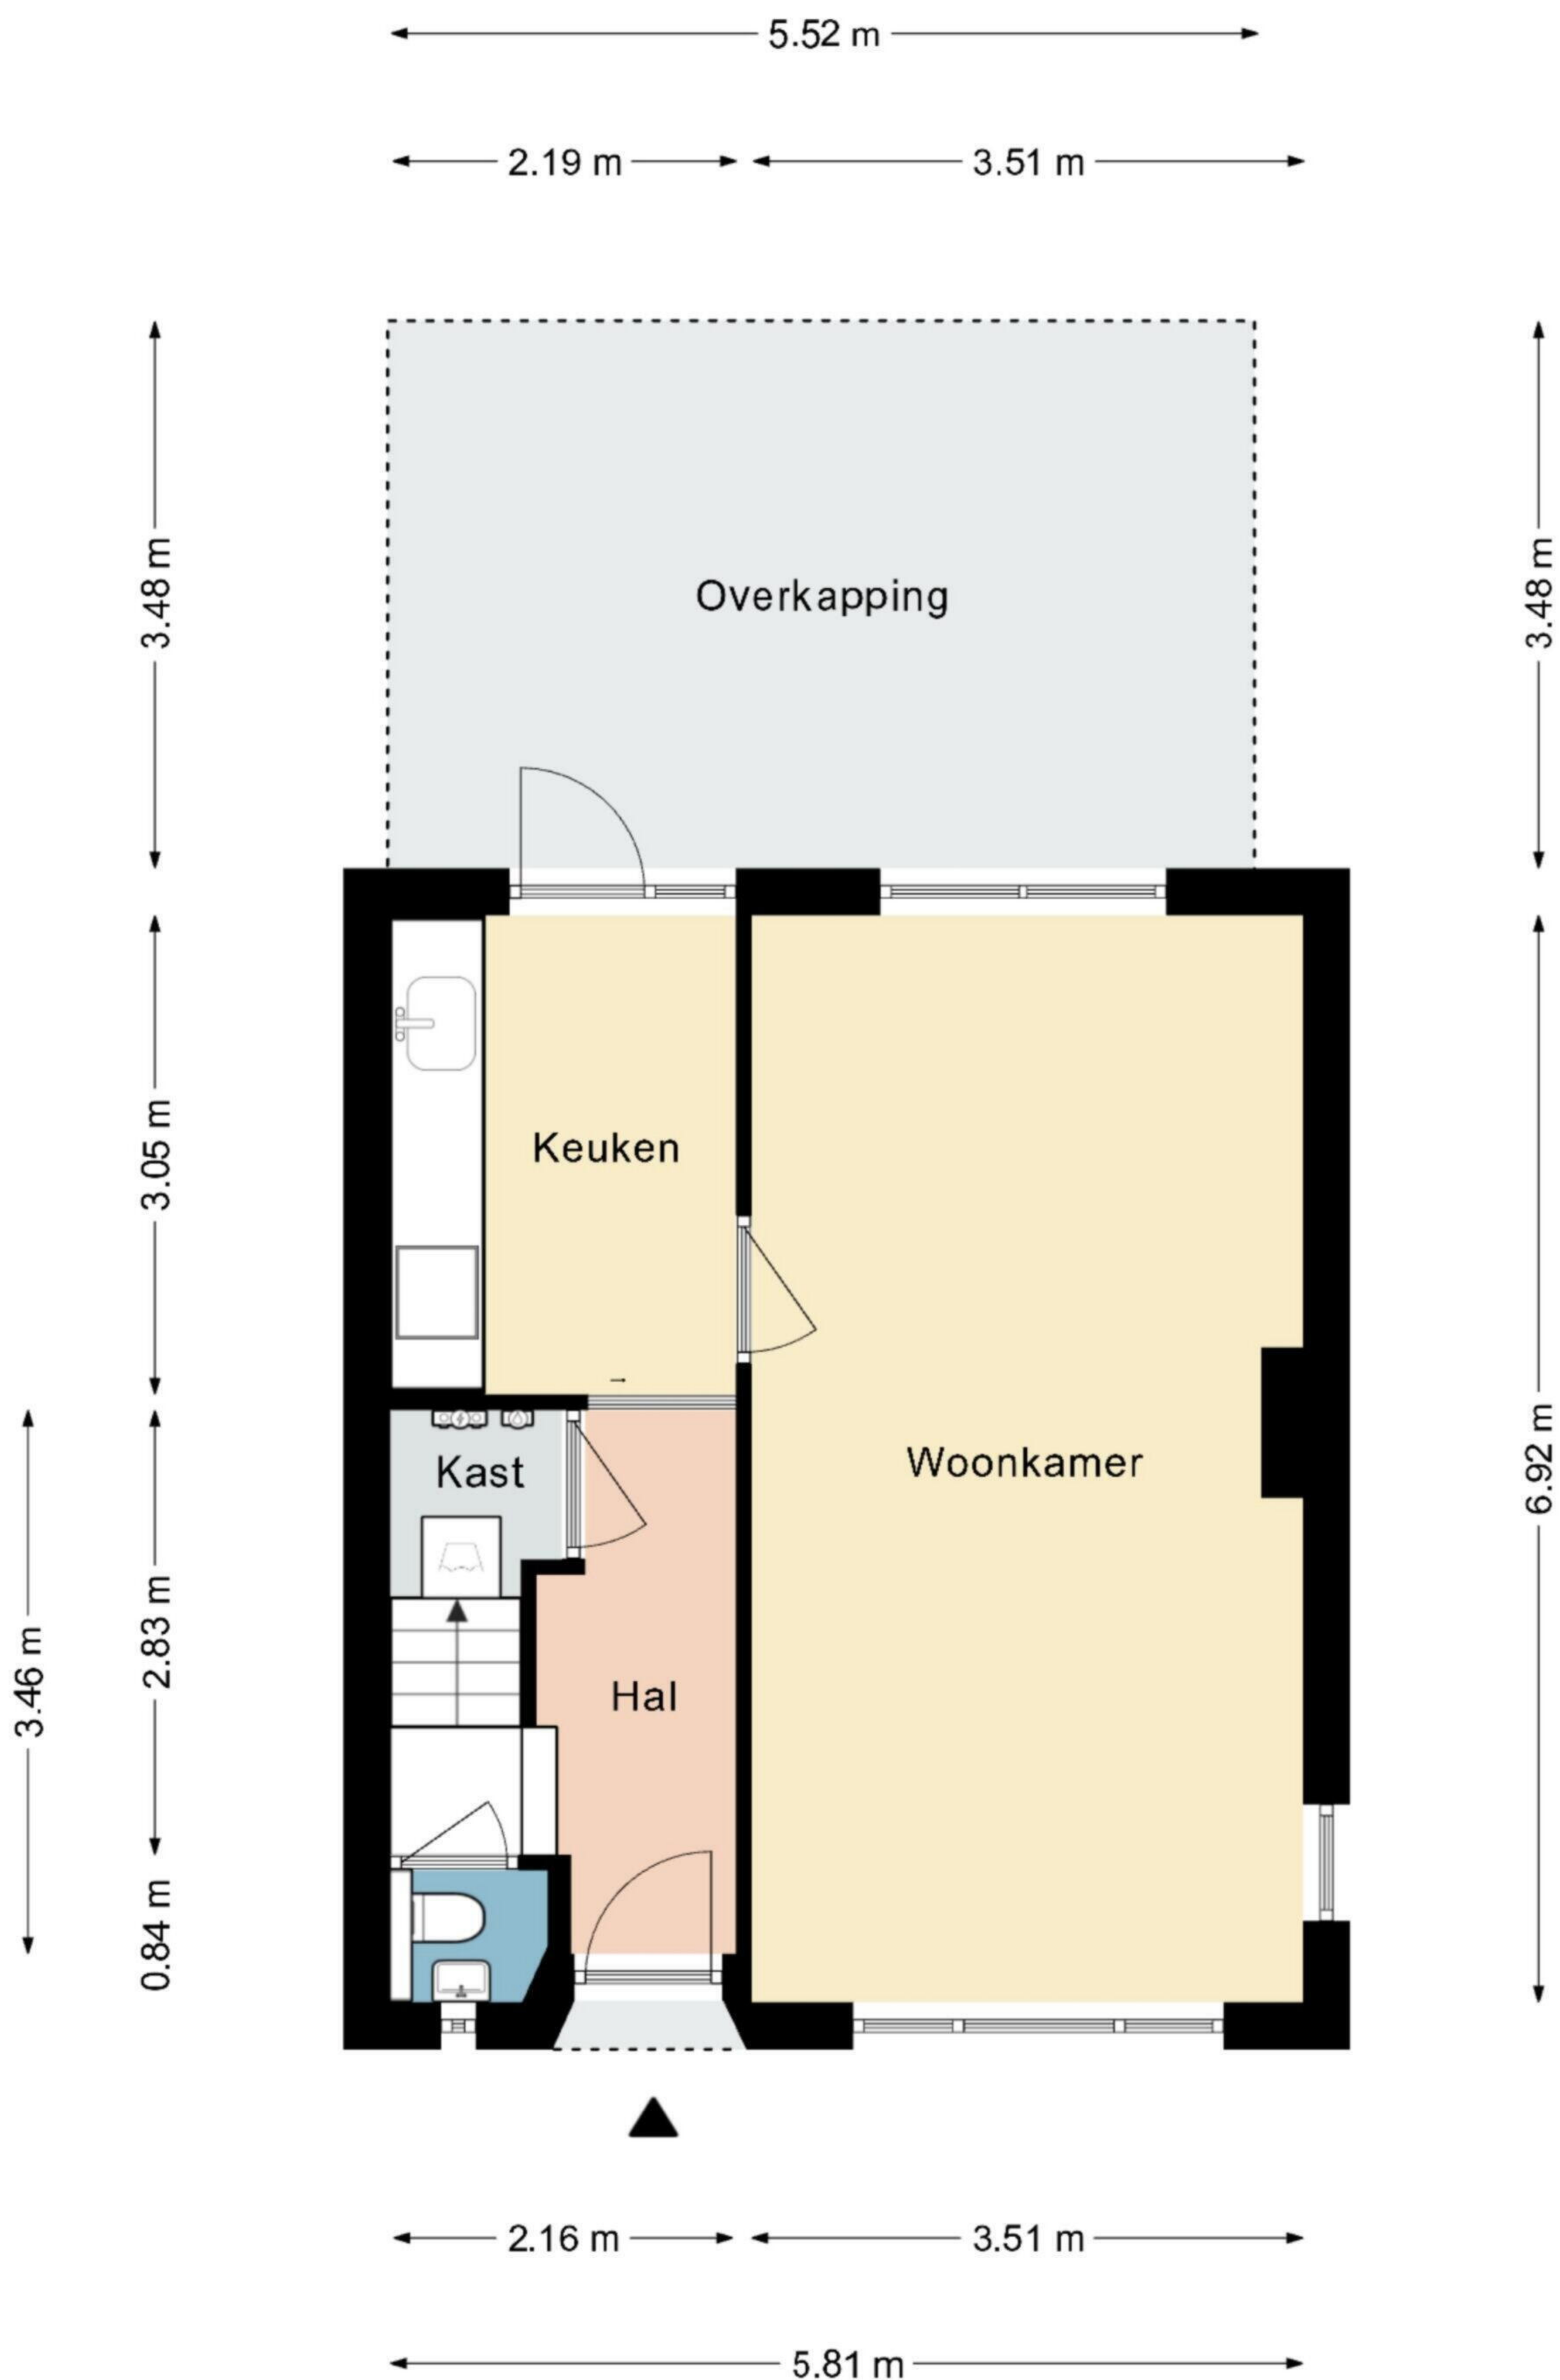 5.52 m
2.19 m
3.51 m
3.48 m
3.48 m
Overkapping
3.05 m
Keuken
6.92 m
Woonkamer
Kast
2.83 m
3.46 m
Hal
0.84 m
2.16 m
3.51 m
5.81 m